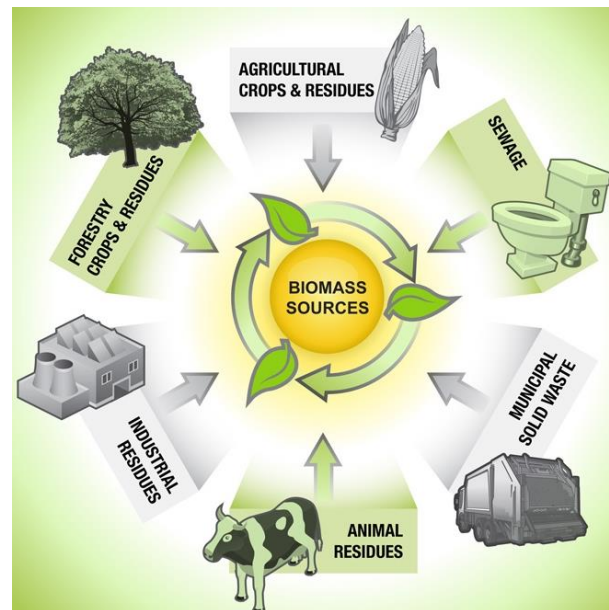 AGRICULTURAL
CROPS & RESIDUES
SEWAGE
FORESTRY
CROPS & RESIDUES
BIOMASS
SOURCES
MUNICIPAL
SOLID WASTE
INDUSTRIAL
RESIDUES
ANIMAL
RESIDUES